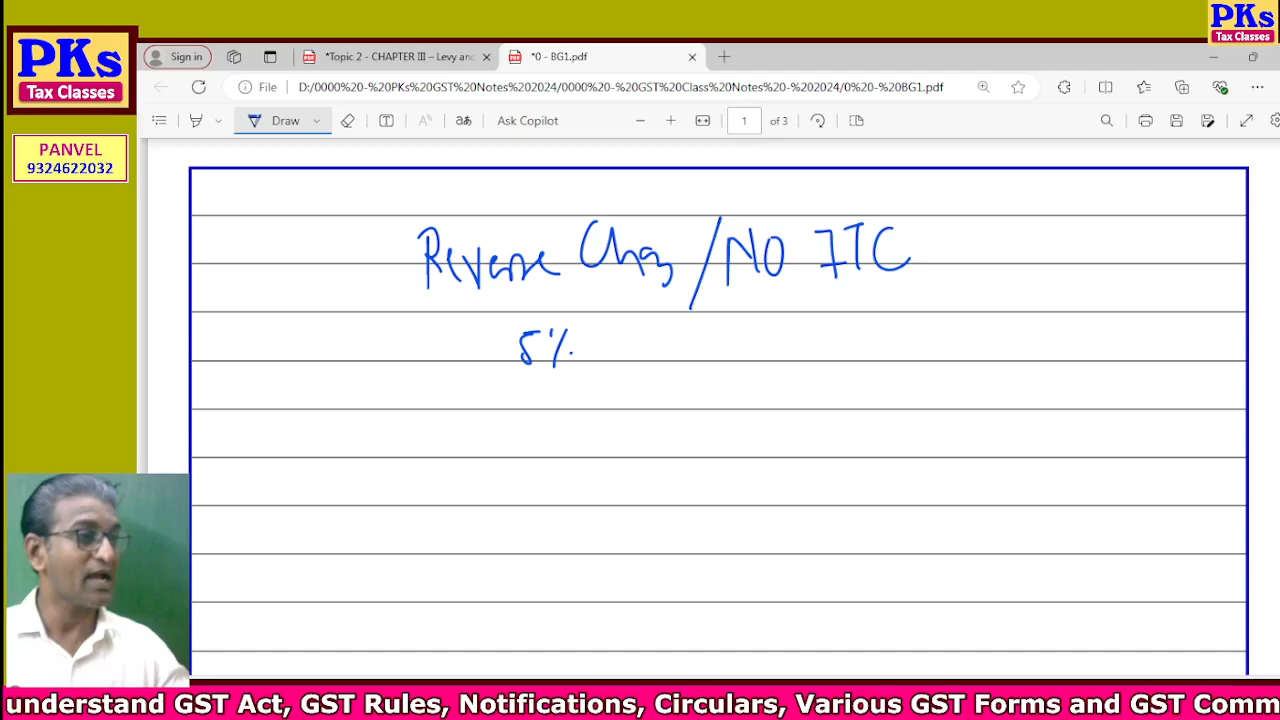 PKs
Tax Classes
PKs
Tax Classes
PANVEL
9324622032
Sign in
*Topic 2 - CHAPTER III – Levy anc
*0 - BG1.pdf
File
D:/0000%20-%20PKs%20GST%20Notes%202024/0000%20-%20GST%20Class%20Notes%20-%202024/0%20-%20BG1.pdf
Draw
Ask Copilot
1 of 3
Reverse Charg / NO ITC
5%
understand GST Act, GST Rules, Notifications, Circulars, Various GST Forms and GST Comm